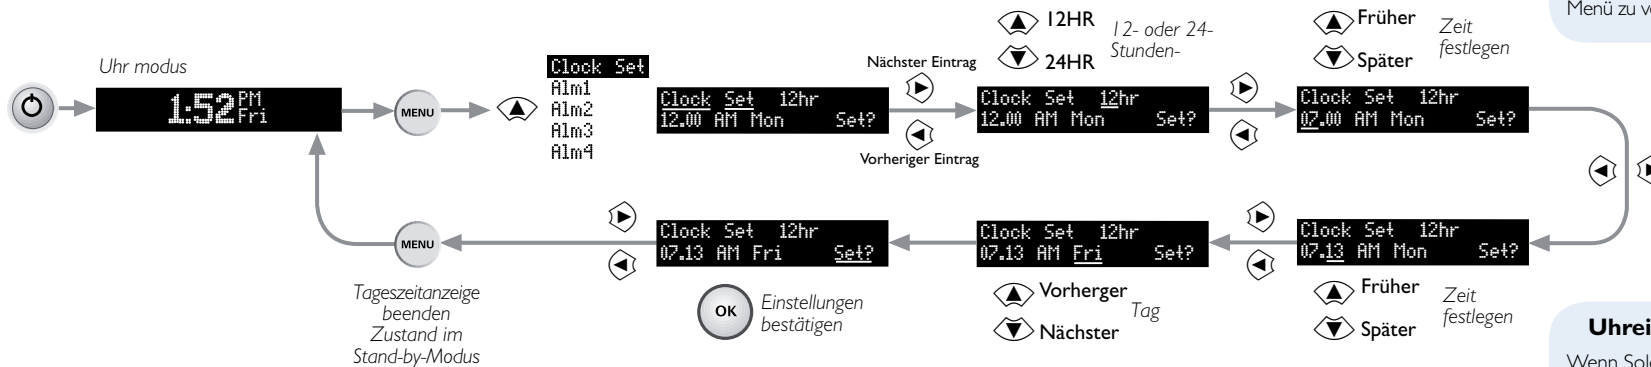 Uhr modus
1:52 PM
Fri
MENU
Clock Set
Alm1
Alm2
Alm3
Alm4
Clock Set 12hr
12.00 AM Mon Set?
Nächster Eintrag
Vorheriger Eintrag
12HR
24HR
12- oder 24-
Stunden-
Clock Set 12hr
12.00 AM Mon Set?
Früher
Später
Zeit
festlegen
Clock Set 12hr
07.00 AM Mon Set?
Menü zu
Clock Set 12hr
07.13 AM Mon Set?
Früher
Später
Zeit
festlegen
Clock Set 12hr
07.13 AM Fri Set?
Vorherger
Nächster
Tag
Clock Set 12hr
07.13 AM Fri Set?
OK
Einstellungen
bestätigen
MENU
Tageszeitanzeige
beenden
Zustand im
Stand-by-Modus
Wenn